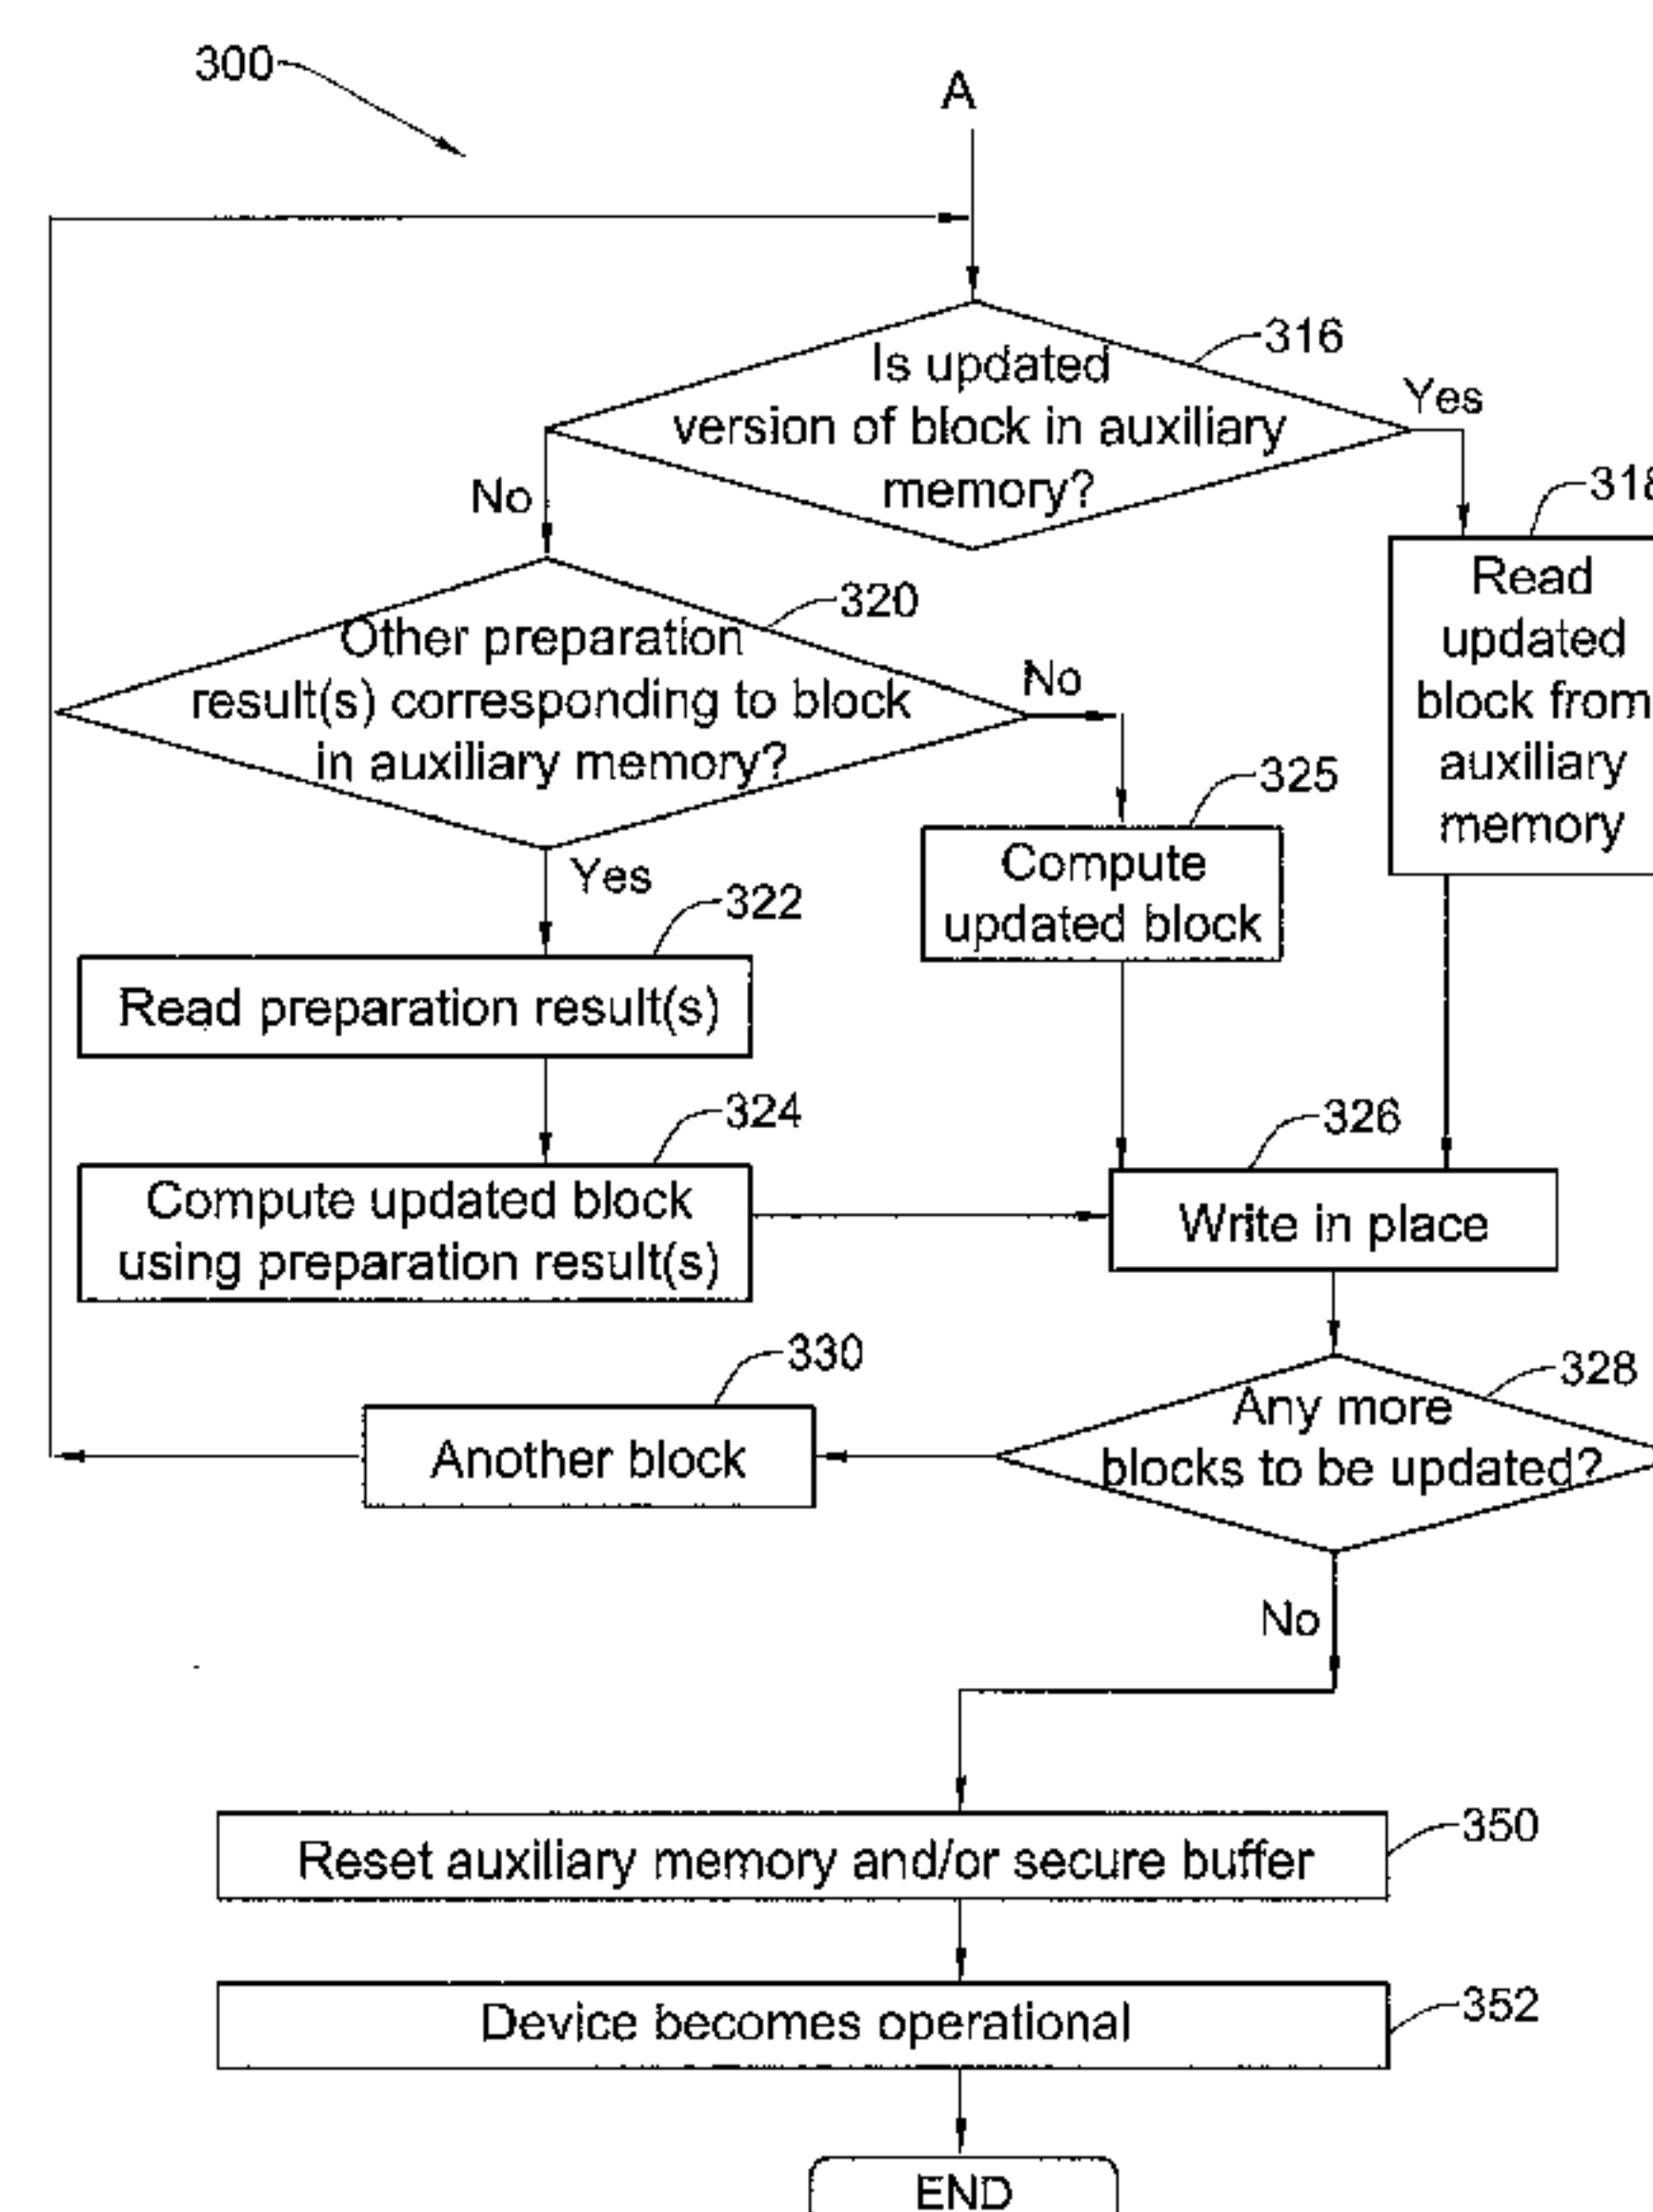 300
A
316
Is updated
version of block in auxiliary
memory?
Yes
No
318
Read
updated
block from
auxiliary
memory
320
Other preparation
result(s) corresponding to block
in auxiliary memory?
No
325
Compute
updated block
Yes
322
Read preparation result(s)
324
Compute updated block
using preparation result(s)
326
Write in place
330
Another block
328
Any more
blocks to be updated?
No
350
Reset auxiliary memory and/or secure buffer
352
Device becomes operational
END